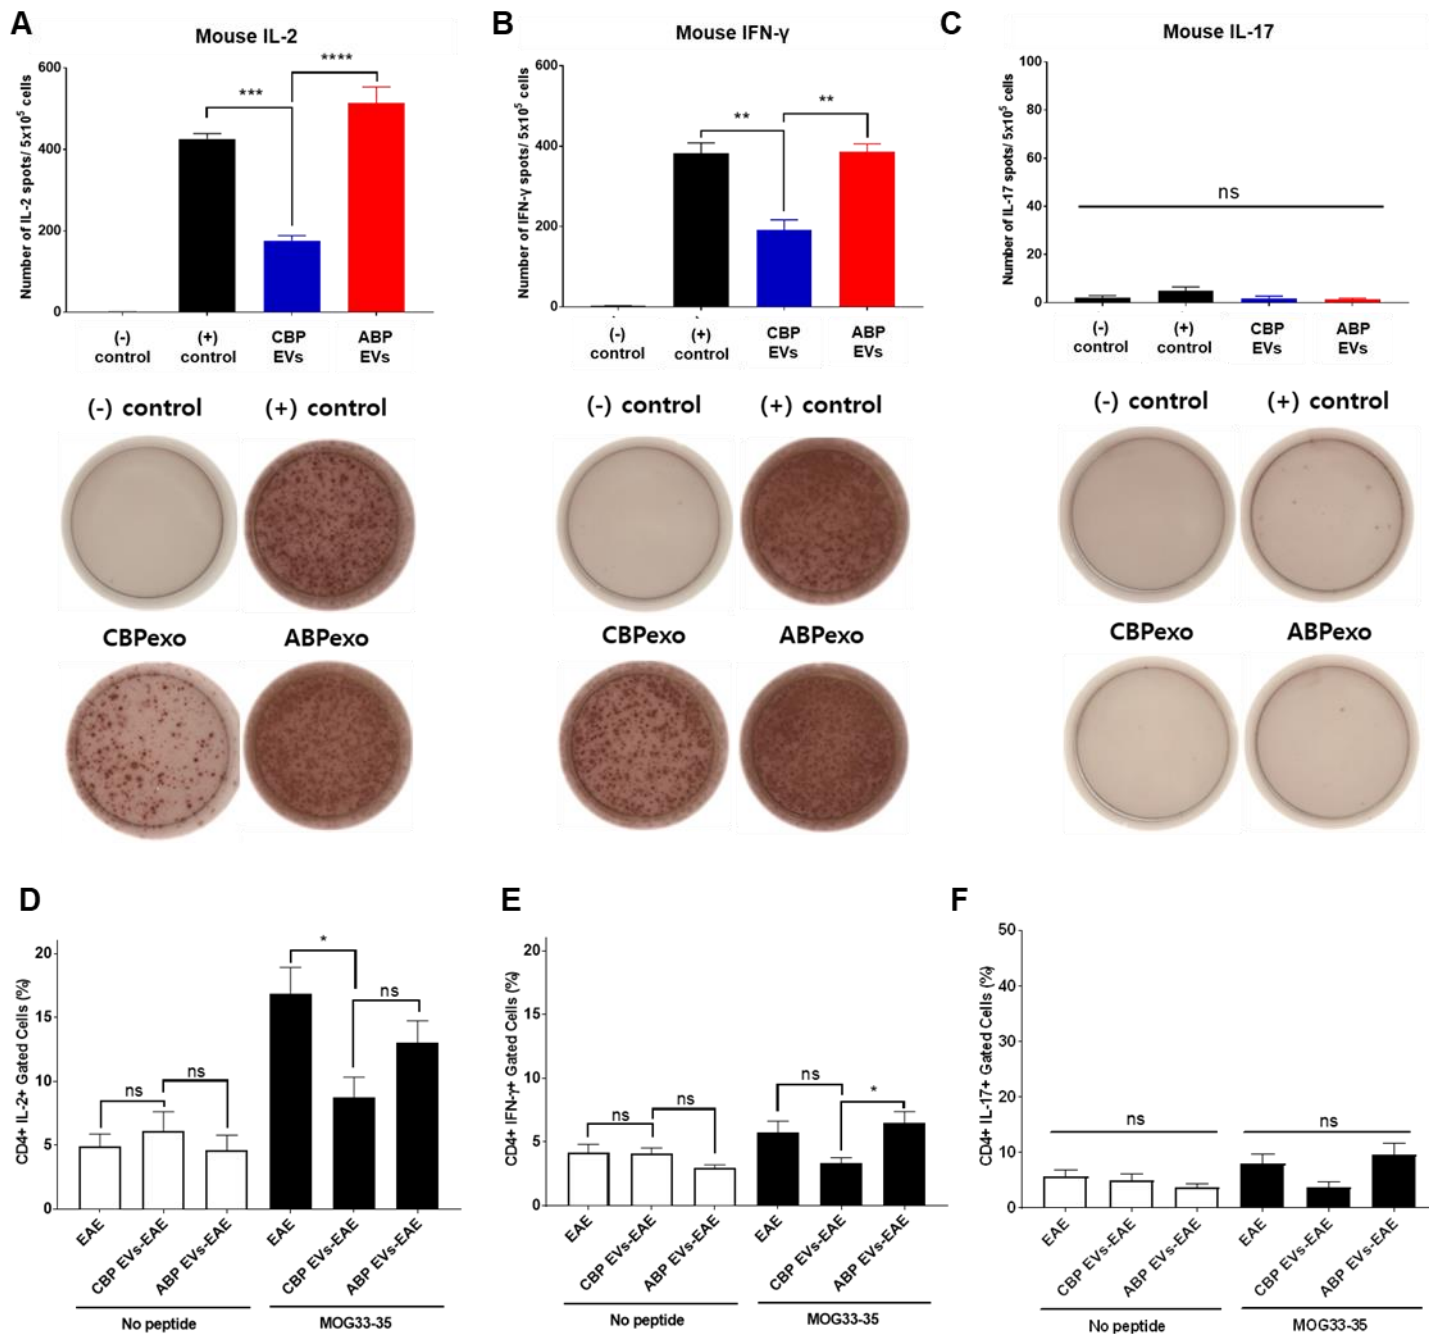 A
Mouse IL-2
Number of IL-2 spots/ 5x10⁵ cells
600
400
200
0
***
****
(-) control
(+) control
CBP EVs
ABP EVs
(-) control
(+) control
CBPexo
ABPexo
B
Mouse IFN-γ
Number of IFN-γ spots/ 5x10⁵ cells
600
400
200
0
**
**
(-) control
(+) control
CBP EVs
ABP EVs
(-) control
(+) control
CBPexo
ABPexo
C
Mouse IL-17
Number of IL-17 spots/ 5x10⁵ cells
100
80
60
40
20
0
ns
(-) control
(+) control
CBP EVs
ABP EVs
(-) control
(+) control
CBPexo
ABPexo
D
CD4+ IL-2+ Gated Cells (%)
20
15
10
5
0
ns
ns
*
ns
EAE
CBP EVs-EAE
ABP EVs-EAE
EAE
CBP EVs-EAE
ABP EVs-EAE
No peptide
MOG33-35
E
CD4+ IFN-γ+ Gated Cells (%)
20
15
10
5
0
ns
ns
ns
*
EAE
CBP EVs-EAE
ABP EVs-EAE
EAE
CBP EVs-EAE
ABP EVs-EAE
No peptide
MOG33-35
F
CD4+ IL-17+ Gated Cells (%)
50
40
30
20
10
0
ns
ns
EAE
CBP EVs-EAE
ABP EVs-EAE
EAE
CBP EVs-EAE
ABP EVs-EAE
No peptide
MOG33-35